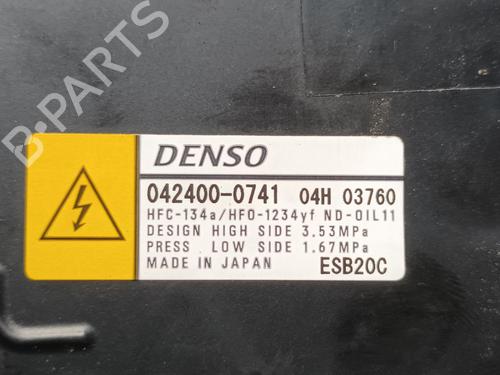 B-PARTS
DENSO
042400-0741 04H 03760
HFC-134a/HFO-1234yf ND-OIL11
DESIGN HIGH SIDE 3.53MPa
PRESS LOW SIDE 1.67MPa
MADE IN JAPAN ESB20C